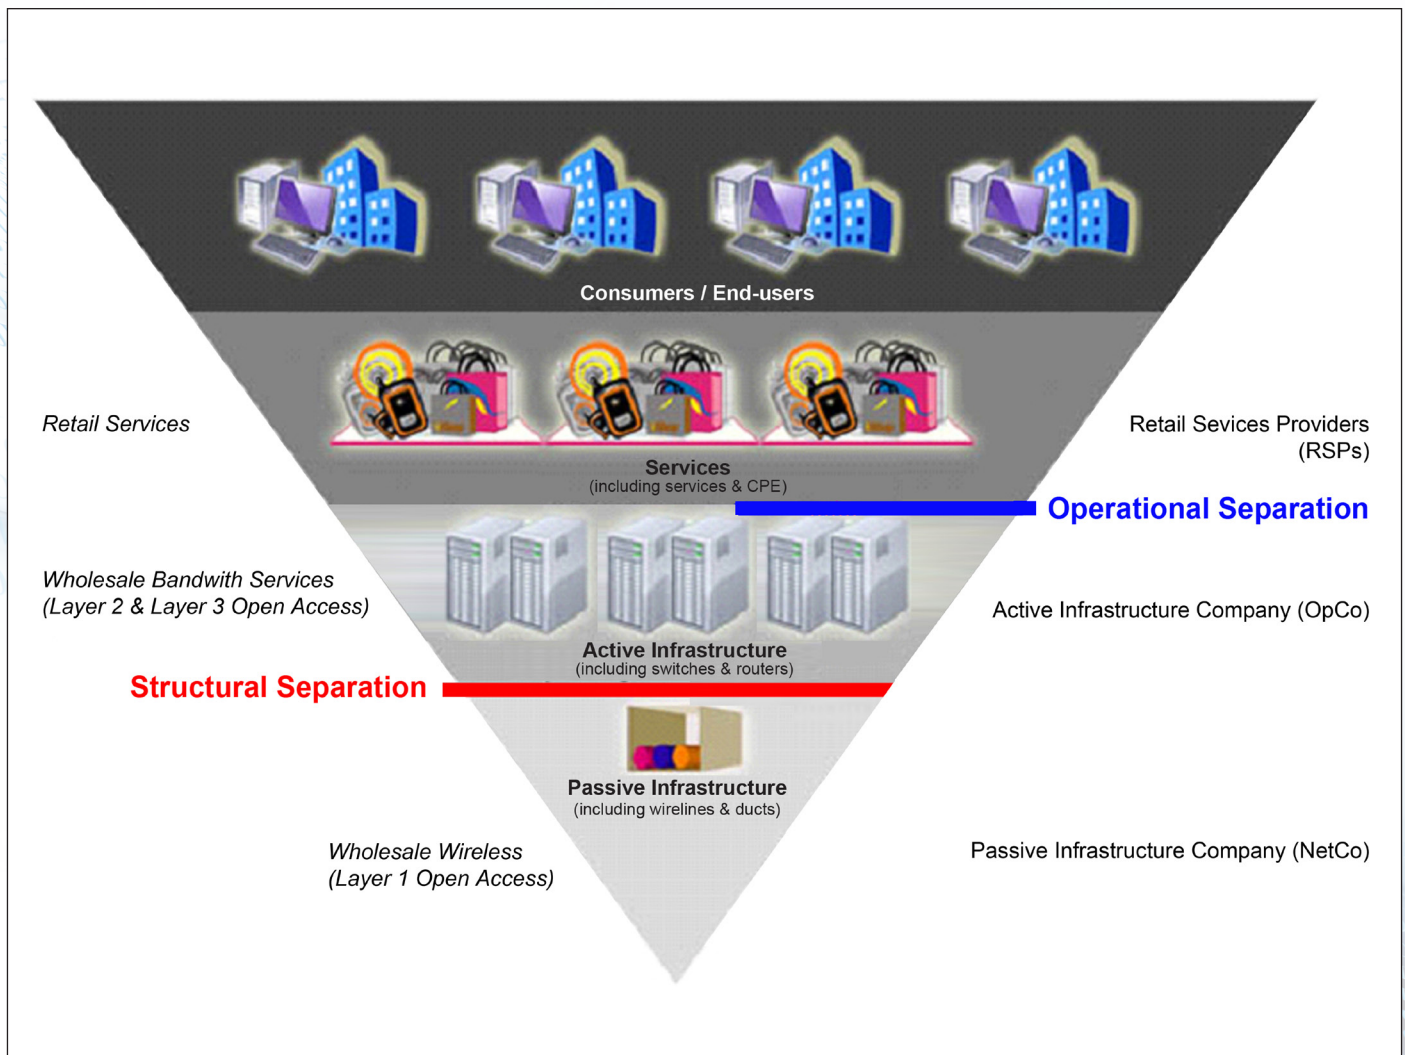 Consumers / End-users
Retail Services
Retail Sevices Providers
(RSPs)
Services
(including services & CPE)
Operational Separation
Wholesale Bandwith Services
(Layer 2 & Layer 3 Open Access)
Active Infrastructure Company (OpCo)
Active Infrastructure
(including switches & routers)
Structural Separation
Passive Infrastructure
(including wirelines & ducts)
Wholesale Wireless
(Layer 1 Open Access)
Passive Infrastructure Company (NetCo)